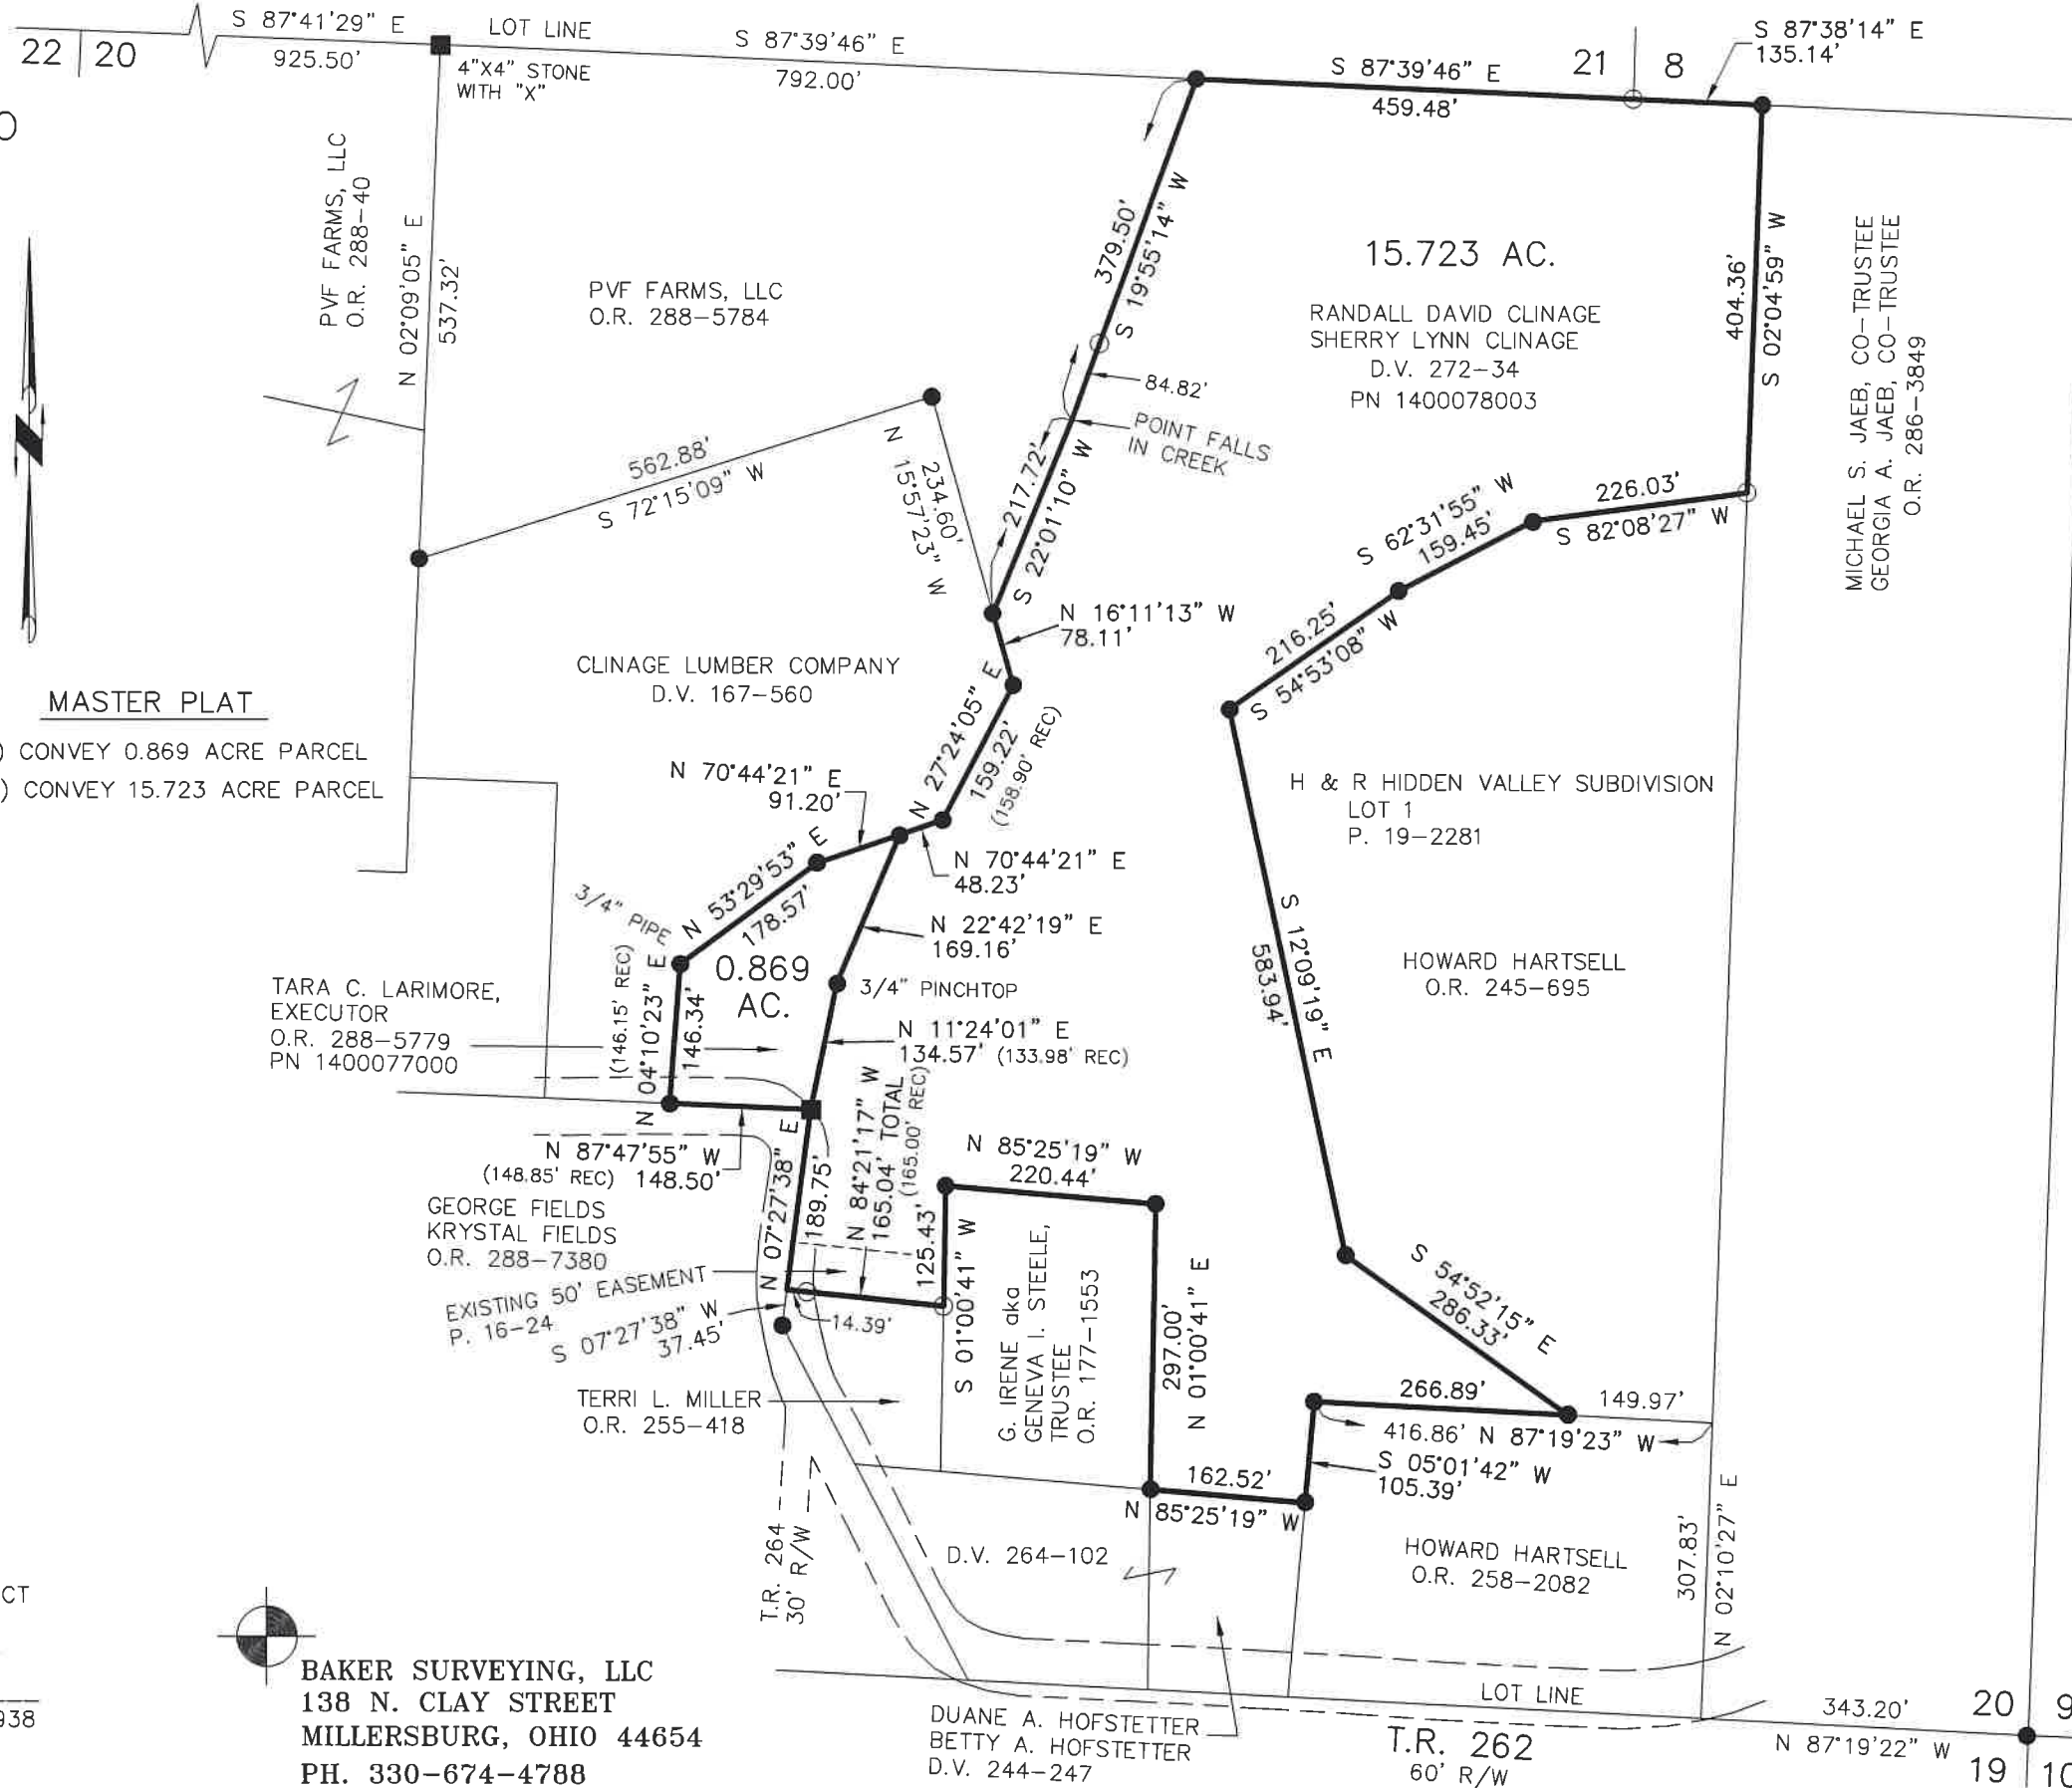 S 87°41'29" E
925.50'
22 20
LOT LINE
4"X4" STONE
WITH "X"
S 87°39'46" E
792.00'
S 87°39'46" E
459.48'
21 8
S 87°38'14" E
135.14'
PVF FARMS, LLC
O.R. 288-40
N 02°09'05" E
537.32'
PVF FARMS, LLC
O.R. 288-5784
379.50'
S 19°55'14" W
15.723 AC.
RANDALL DAVID CLINAGE
SHERRY LYNN CLINAGE
D.V. 272-34
PN 1400078003
404.36'
S 02°04'59" W
MICHAEL S. JAEB, CO-TRUSTEE
GEORGIA A. JAEB, CO-TRUSTEE
O.R. 286-3849
84.82'
POINT FALLS
IN CREEK
562.88'
S 72°15'09" W
N 15°57'23" W
234.60'
217.72'
S 22°01'10" W
226.03'
S 82°08'27" W
S 62°31'55" W
159.45'
216.25'
S 54°53'08" W
N 16°11'13" W
78.11'
CLINAGE LUMBER COMPANY
D.V. 167-560
MASTER PLAT
) CONVEY 0.869 ACRE PARCEL
) CONVEY 15.723 ACRE PARCEL
N 27°24'05" E
159.22'
(158.90' REC)
N 70°44'21" E
91.20'
H & R HIDDEN VALLEY SUBDIVISION
LOT 1
P. 19-2281
N 70°44'21" E
48.23'
N 53°29'53" E
178.57'
3/4" PIPE
N 22°42'19" E
169.16'
0.869
AC.
3/4" PINCHTOP
S 12°09'19" E
583.94'
HOWARD HARTSELL
O.R. 245-695
TARA C. LARIMORE,
EXECUTOR
O.R. 288-5779
PN 1400077000
(146.15' REC)
N 04°10'23" E
146.34'
N 11°24'01" E
134.57' (133.98' REC)
N 87°47'55" W
(148.85' REC) 148.50'
N 07°27'38" E
189.75'
N 84°21'17" W
165.04' TOTAL
(165.00' REC)
125.43'
S 01°00'41" W
N 85°25'19" W
220.44'
GEORGE FIELDS
KRYSTAL FIELDS
O.R. 288-7380
EXISTING 50' EASEMENT
P. 16-24
S 07°27'38" W
37.45'
14.39'
G. IRENE aka
GENEVA I. STEELE,
TRUSTEE
O.R. 177-1553
297.00'
N 01°00'41" E
S 54°52'15" E
286.33'
TERRI L. MILLER
O.R. 255-418
266.89'
149.97'
416.86' N 87°19'23" W
S 05°01'42" W
105.39'
162.52'
N 85°25'19" W
T.R. 264
30' R/W
D.V. 264-102
HOWARD HARTSELL
O.R. 258-2082
307.83'
N 02°10'27" E
CT
938
BAKER SURVEYING, LLC
138 N. CLAY STREET
MILLERSBURG, OHIO 44654
PH. 330-674-4788
DUANE A. HOFSTETTER
BETTY A. HOFSTETTER
D.V. 244-247
LOT LINE
T.R. 262
60' R/W
343.20'
N 87°19'22" W
20 9
19 10